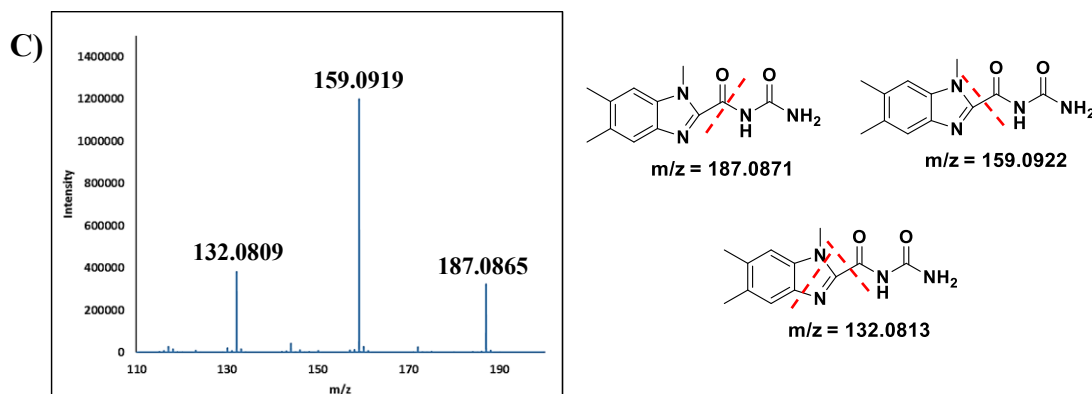 C)
1400000
1200000
1000000
800000
600000
400000
200000
0
Intensity
110
130
150
170
190
m/z
132.0809
159.0919
187.0865
N
N
O
N
H
O
NH2
m/z = 187.0871
N
N
O
N
H
O
NH2
m/z = 159.0922
N
N
O
N
H
O
NH2
m/z = 132.0813